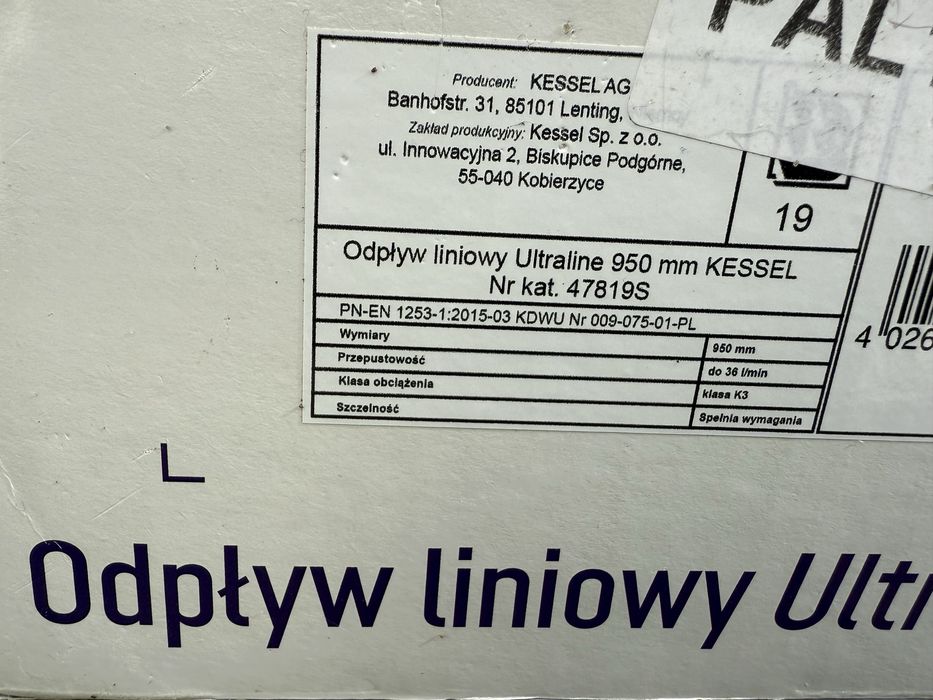 PAL
Producent: KESSEL AG
Banhofstr. 31, 85101 Lenting,
Zakład produkcyjny: Kessel Sp. z o.o.
ul. Innowacyjna 2, Biskupice Podgórne,
55-040 Kobierzyce
19
Odpływ liniowy Ultraline 950 mm KESSEL
Nr kat. 47819S
PN-EN 1253-1:2015-03 KDWU Nr 009-075-01-PL
Wymiary 950 mm
Przepustowość do 36 l/min
Klasa obciążenia klasa K3
Szczelność Spełnia wymagania
4 026
L
Odpływ liniowy Ultr